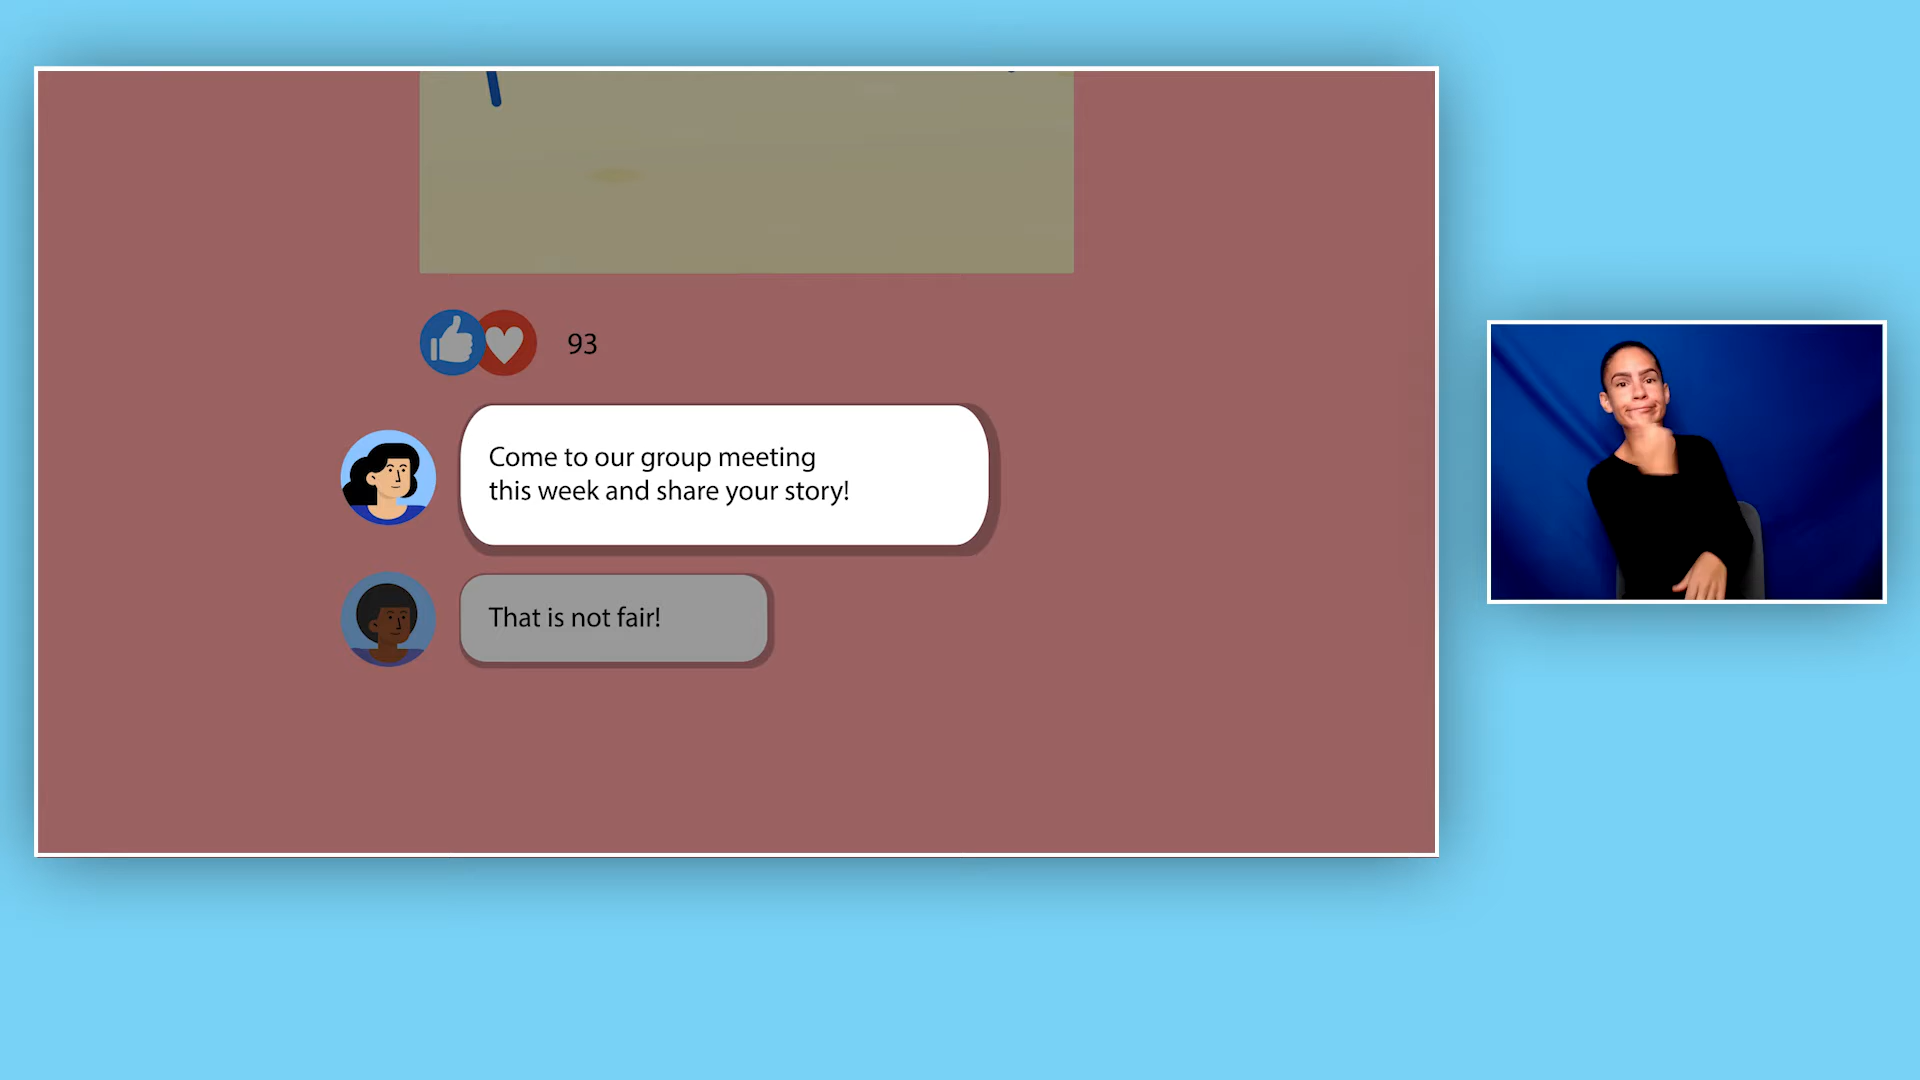 93
Come to our group meeting
this week and share your story!
That is not fair!